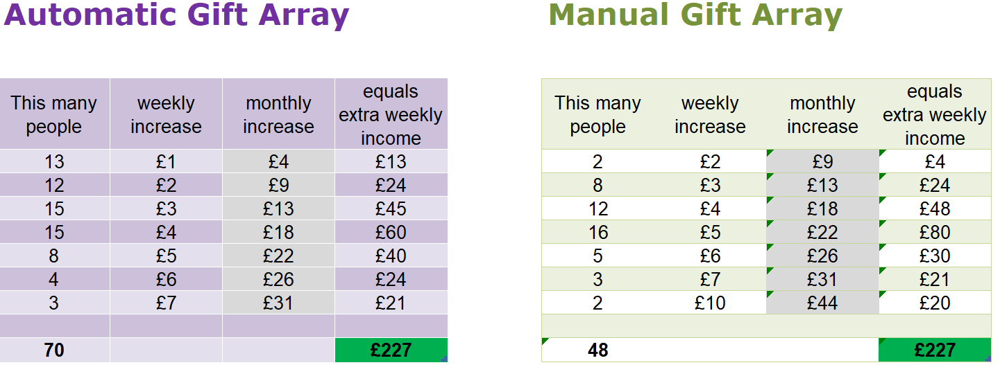 Automatic Gift Array
This many people weekly increase monthly increase equals extra weekly income
13 £1 £4 £13
12 £2 £9 £24
15 £3 £13 £45
15 £4 £18 £60
8 £5 £22 £40
4 £6 £26 £24
3 £7 £31 £21
70 £227
Manual Gift Array
This many people weekly increase monthly increase equals extra weekly income
2 £2 £9 £4
8 £3 £13 £24
12 £4 £18 £48
16 £5 £22 £80
5 £6 £26 £30
3 £7 £31 £21
2 £10 £44 £20
48 £227